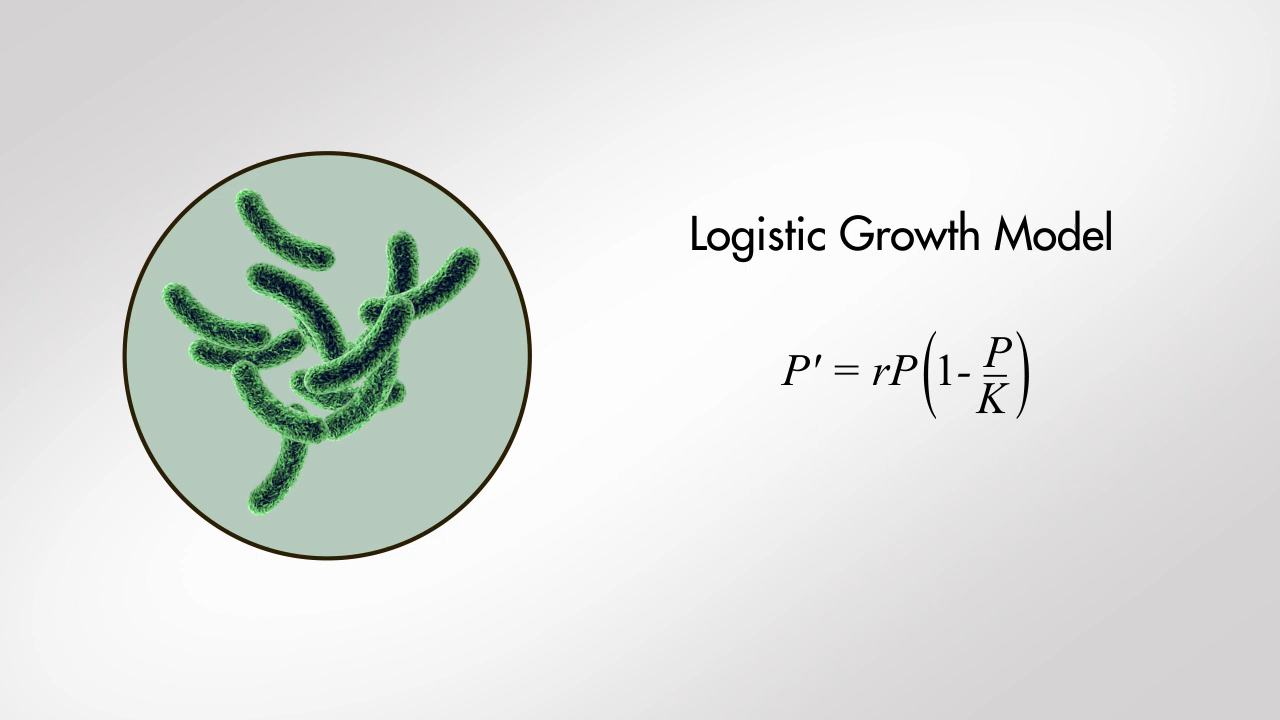 Logistic Growth Model
P' = rP(1-P/K)